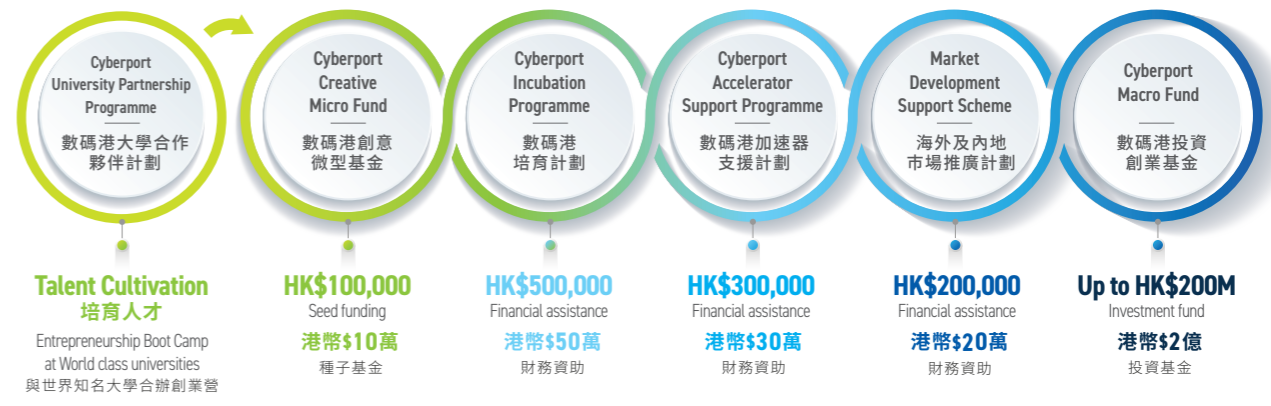 Cyberport
University Partnership
Programme
數碼港大學合作
夥伴計劃
Cyberport
Creative
Micro Fund
數碼港創意
微型基金
Cyberport
Incubation
Programme
數碼港
培育計劃
Cyberport
Accelerator
Support Programme
數碼港加速器
支援計劃
Market
Development
Support Scheme
海外及內地
市場推廣計劃
Cyberport
Macro Fund
數碼港投資
創業基金
Talent Cultivation
培育人才
Entrepreneurship Boot Camp
at World class universities
與世界知名大學合辦創業營
HK$100,000
Seed funding
港幣$10萬
種子基金
HK$500,000
Financial assistance
港幣$50萬
財務資助
HK$300,000
Financial assistance
港幣$30萬
財務資助
HK$200,000
Financial assistance
港幣$20萬
財務資助
Up to HK$200M
Investment fund
港幣$2億
投資基金